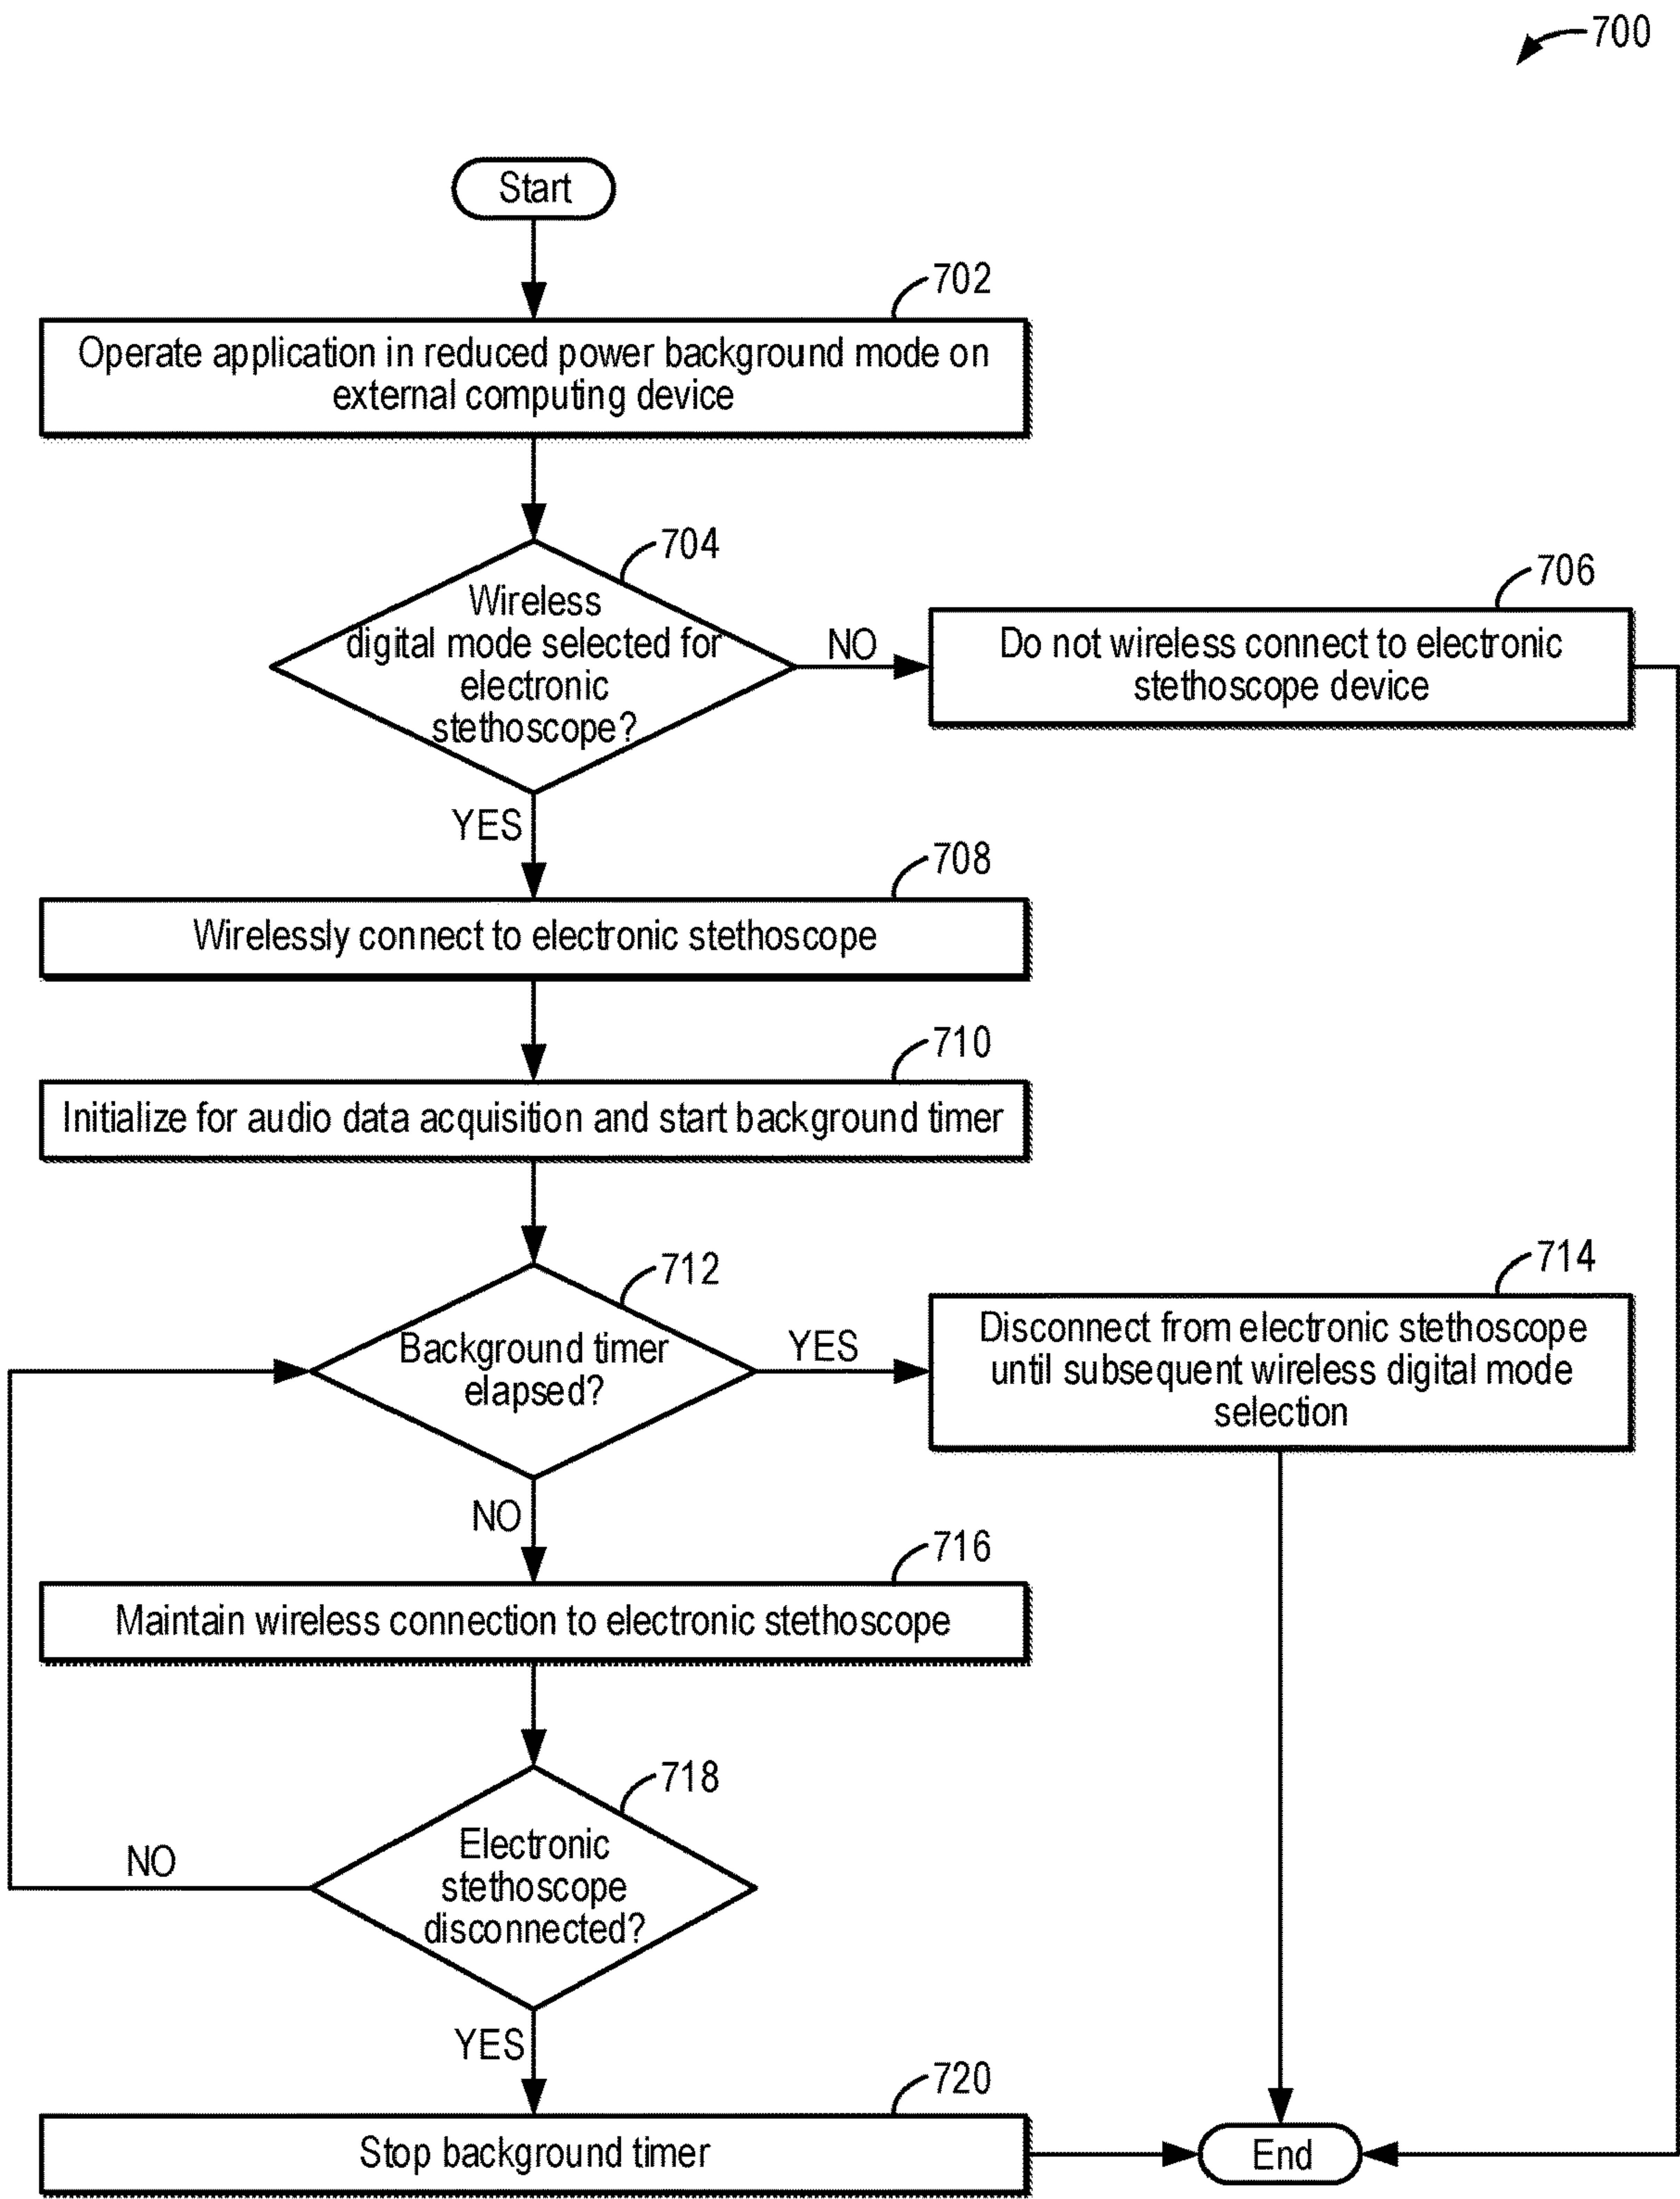 700
Start
702
Operate application in reduced power background mode on
external computing device
704
Wireless
digital mode selected for
electronic
stethoscope?
NO
706
Do not wireless connect to electronic
stethoscope device
YES
708
Wirelessly connect to electronic stethoscope
710
Initialize for audio data acquisition and start background timer
712
Background timer
elapsed?
YES
714
Disconnect from electronic stethoscope
until subsequent wireless digital mode
selection
NO
716
Maintain wireless connection to electronic stethoscope
718
Electronic
stethoscope
disconnected?
NO
YES
720
Stop background timer
End